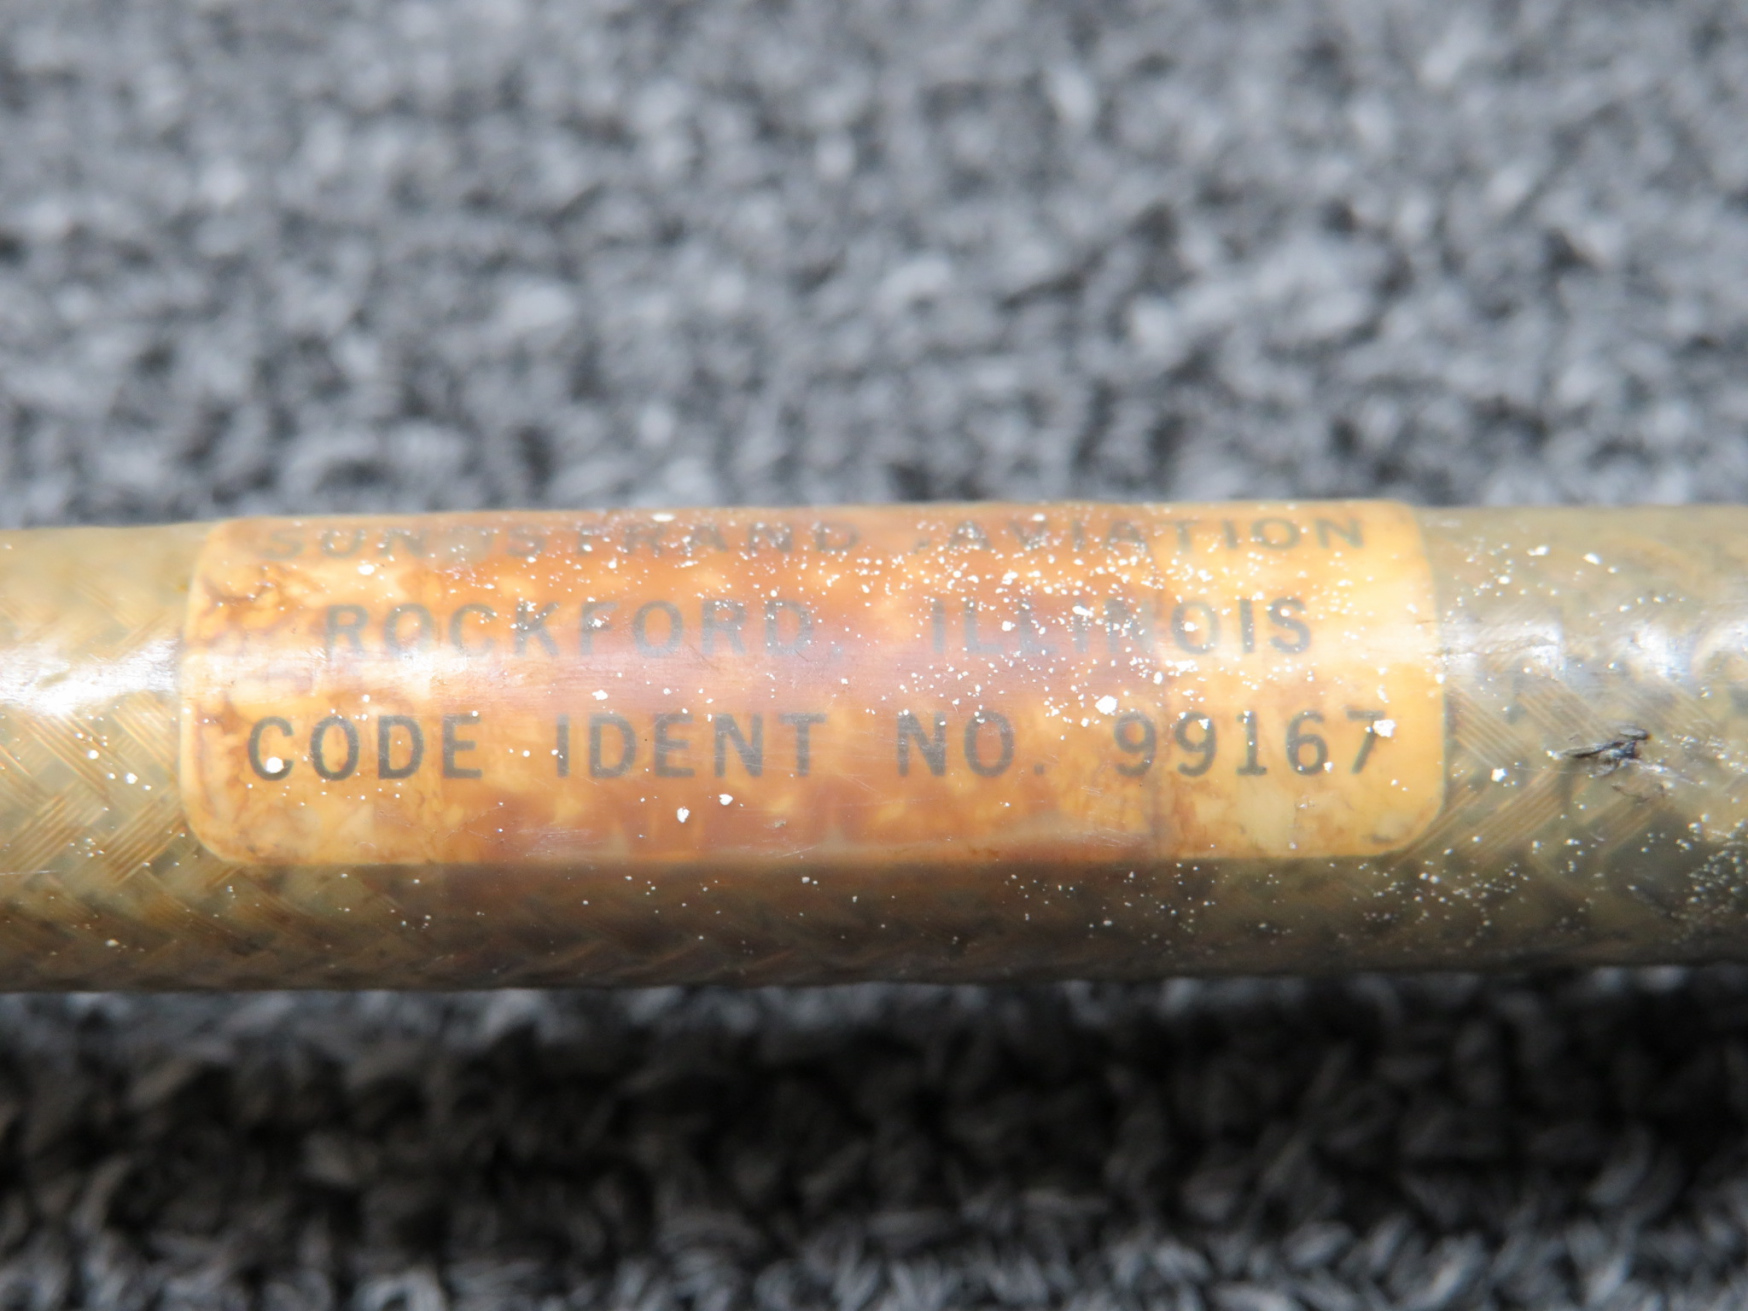 SUNDSTRAND AVIATION
ROCKFORD, ILLINOIS
CODE IDENT NO. 99167